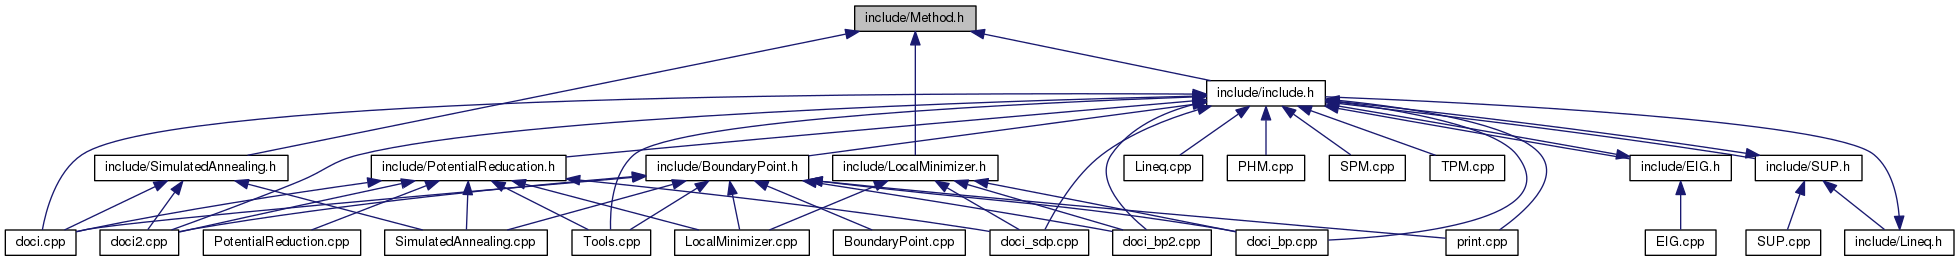 include/Method.h
include/include.h
include/SimulatedAnnealing.h
include/PotentialReducation.h
include/BoundaryPoint.h
include/LocalMinimizer.h
Lineq.cpp
PHM.cpp
SPM.cpp
TPM.cpp
include/EIG.h
include/SUP.h
doci.cpp
doci2.cpp
PotentialReduction.cpp
SimulatedAnnealing.cpp
Tools.cpp
LocalMinimizer.cpp
BoundaryPoint.cpp
doci_sdp.cpp
doci_bp2.cpp
doci_bp.cpp
print.cpp
EIG.cpp
SUP.cpp
include/Lineq.h